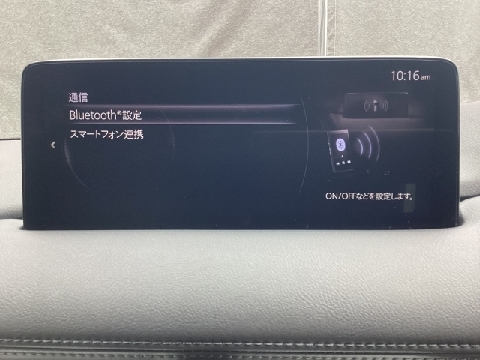 10:16 am
通信
Bluetooth®設定
スマートフォン連携
ON/OFFなどを設定します。